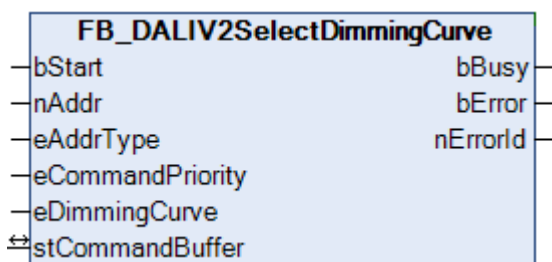 FB_DALIV2SelectDimmingCurve
bStart bBusy
nAddr bError
eAddrType nErrorId
eCommandPriority
eDimmingCurve
stCommandBuffer